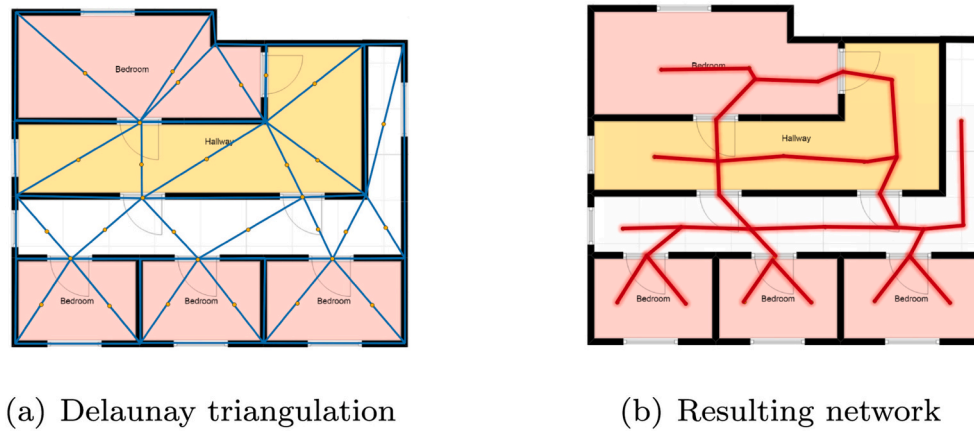 Bedroom
Hallway
Bedroom
Bedroom
Bedroom
(a) Delaunay triangulation
Bedroom
Hallway
Bedroom
Bedroom
Bedroom
(b) Resulting network